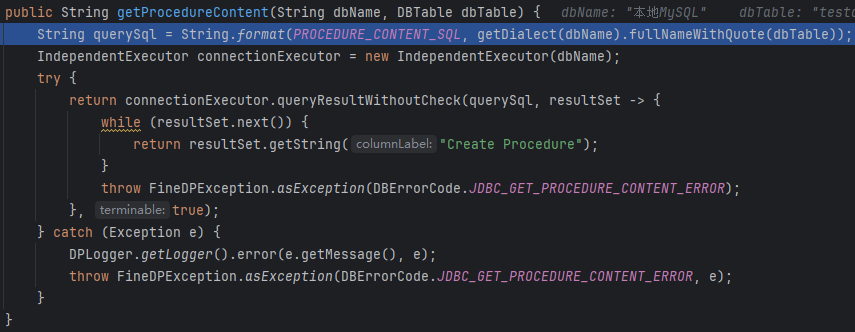 public String getProcedureContent(String dbName, DBTable dbTable) {   dbName: "本地MySQL"    dbTable: "testd
    String querySql = String.format(PROCEDURE_CONTENT_SQL, getDialect(dbName).fullNameWithQuote(dbTable));
    IndependentExecutor connectionExecutor = new IndependentExecutor(dbName);
    try {
        return connectionExecutor.queryResultWithoutCheck(querySql, resultSet -> {
            while (resultSet.next()) {
                return resultSet.getString( columnLabel: "Create Procedure");
            }
            throw FineDPException.asException(DBErrorCode.JDBC_GET_PROCEDURE_CONTENT_ERROR);
        },  terminable: true);
    } catch (Exception e) {
        DPLogger.getLogger().error(e.getMessage(), e);
        throw FineDPException.asException(DBErrorCode.JDBC_GET_PROCEDURE_CONTENT_ERROR, e);
    }
}